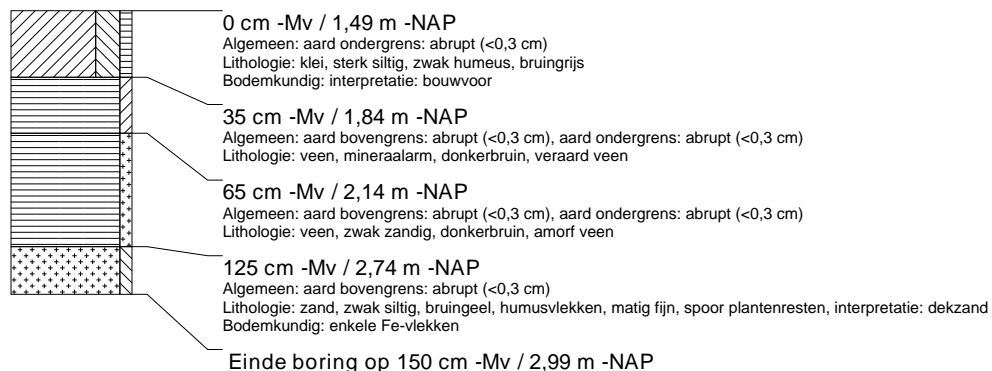 0 cm -Mv / 1,49 m -NAP
Algemeen: aard ondergrens: abrupt (<0,3 cm)
Lithologie: klei, sterk siltig, zwak humeus, bruingrijs
Bodemkundig: interpretatie: bouwvoor
35 cm -Mv / 1,84 m -NAP
Algemeen: aard bovengrens: abrupt (<0,3 cm), aard ondergrens: abrupt (<0,3 cm)
Lithologie: veen, mineraalarm, donkerbruin, veraard veen
65 cm -Mv / 2,14 m -NAP
Algemeen: aard bovengrens: abrupt (<0,3 cm), aard ondergrens: abrupt (<0,3 cm)
Lithologie: veen, zwak zandig, donkerbruin, amorf veen
125 cm -Mv / 2,74 m -NAP
Algemeen: aard bovengrens: abrupt (<0,3 cm)
Lithologie: zand, zwak siltig, bruingeel, humusvlekken, matig fijn, spoor plantenresten, interpretatie: dekzand
Bodemkundig: enkele Fe-vlekken
Einde boring op 150 cm -Mv / 2,99 m -NAP